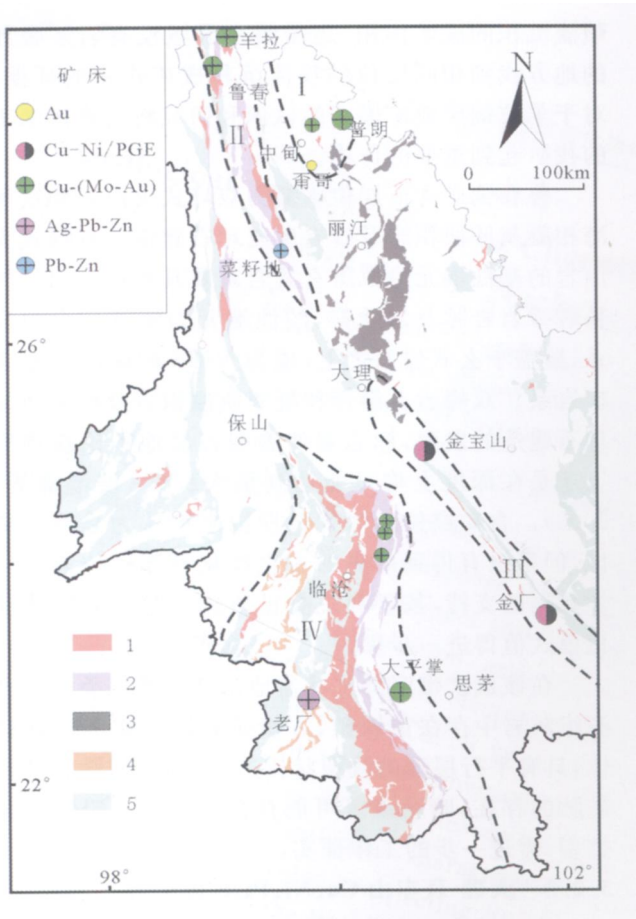 羊拉
矿 床
Au
Cu-Ni/PGE
Cu-(Mo-Au)
Ag-Pb-Zn
Pb-Zn
鲁春
Ⅰ
Ⅱ
普朗
中甸
甭哥
N
0 100km
丽江
菜籽地
26°
大理
保山
金宝山
Ⅲ
金厂
临沧
Ⅳ
大平掌
思茅
老厂
1
2
3
4
5
22°
98°
102°